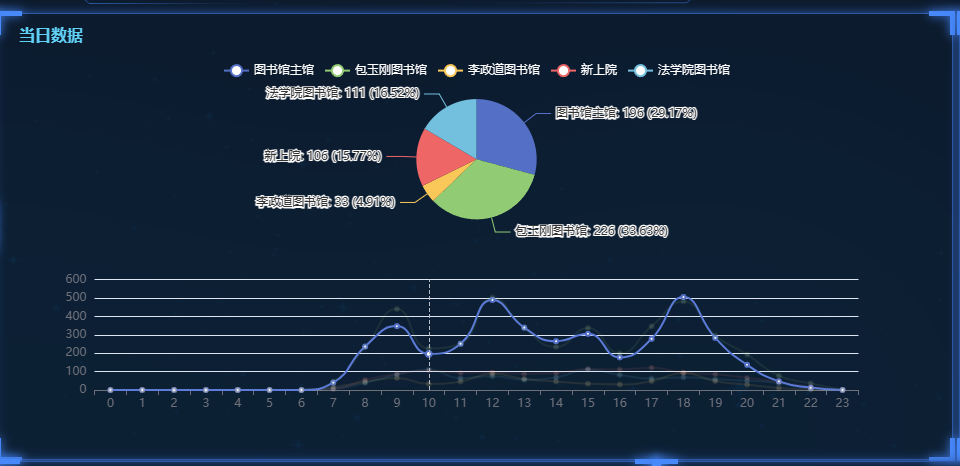 当日数据
图书馆主馆 包玉刚图书馆 李政道图书馆 新上院 法学院图书馆
法学院图书馆: 111 (16.52%)
图书馆主馆: 196 (29.17%)
新上院: 106 (15.77%)
李政道图书馆: 33 (4.91%)
包玉刚图书馆: 226 (33.63%)
600
500
400
300
200
100
0
0 1 2 3 4 5 6 7 8 9 10 11 12 13 14 15 16 17 18 19 20 21 22 23